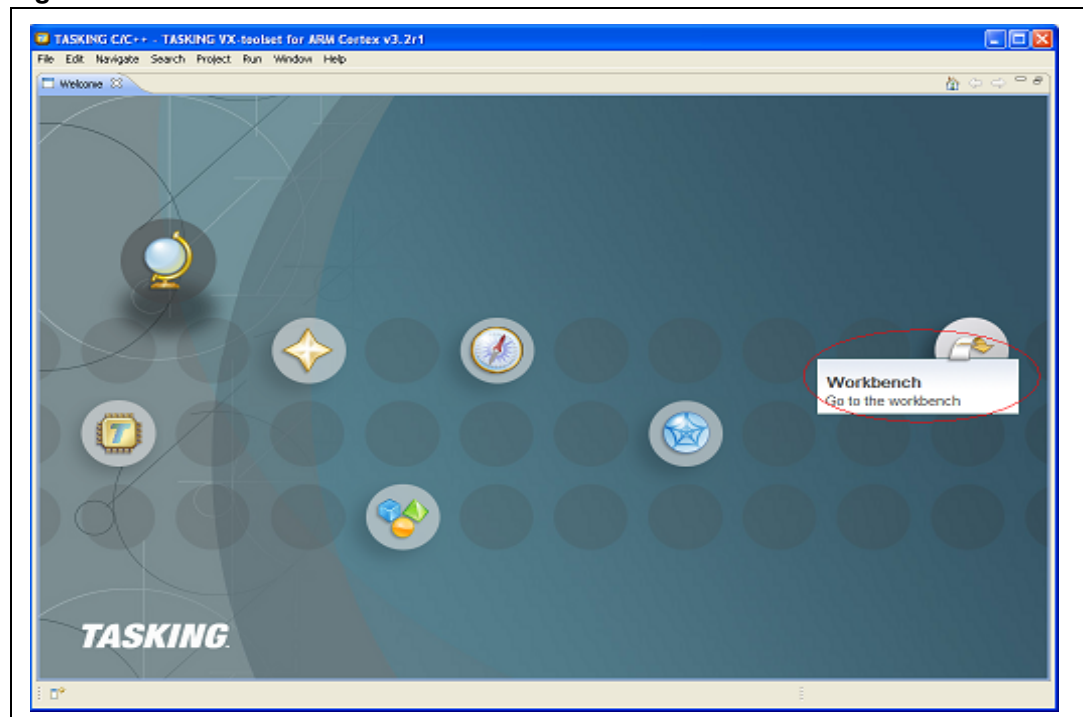 TASKING C/C++ - TASKING VX-toolset for ARM Cortex v3.2r1
File Edit Navigate Search Project Run Window Help
Welcome
Workbench
Go to the workbench
T
TASKING